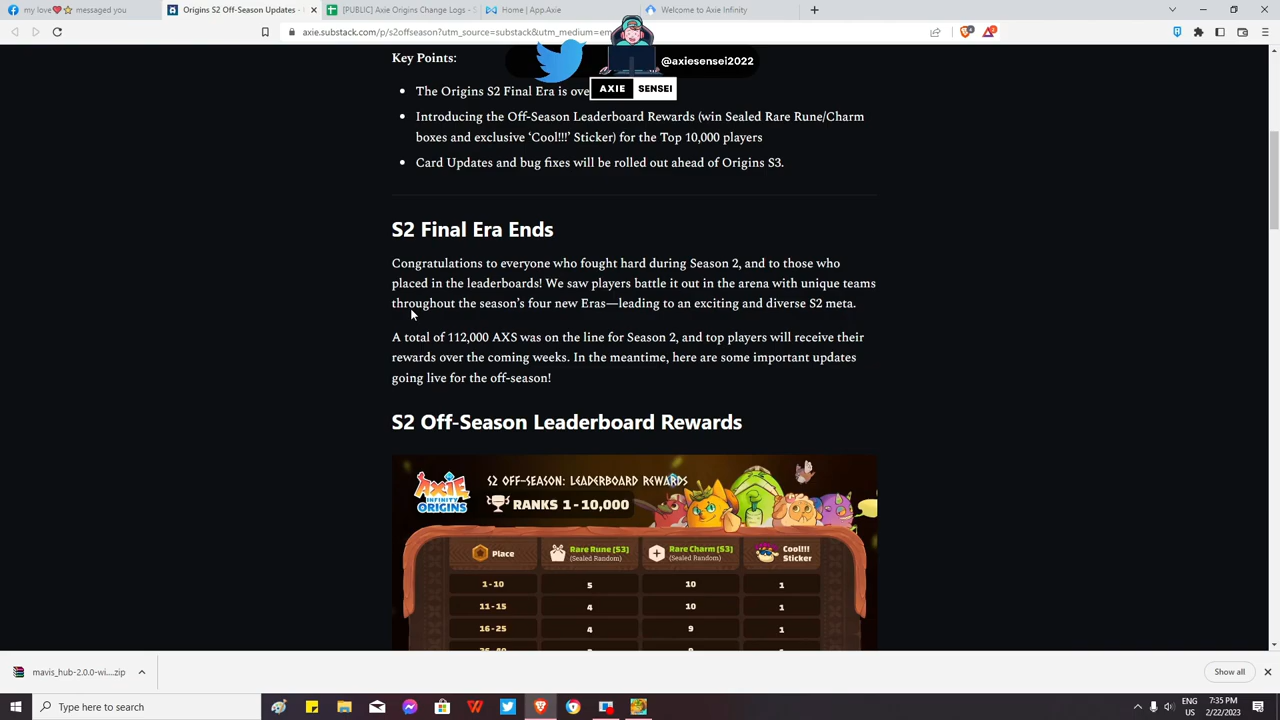 my love❤️⭐ messaged you
Origins S2 Off-Season Updates -
[PUBLIC] Axie Origins Change Logs - S
Home | App.Axie
Welcome to Axie Infinity
axie.substack.com/p/s2offseason?utm_source=substack&utm_medium=em
@axiesensei2022
AXIE SENSEI
Key Points:
The Origins S2 Final Era is ove
Introducing the Off-Season Leaderboard Rewards (win Sealed Rare Rune/Charm
boxes and exclusive ‘Cool!!!’ Sticker) for the Top 10,000 players
Card Updates and bug fixes will be rolled out ahead of Origins S3.
S2 Final Era Ends
Congratulations to everyone who fought hard during Season 2, and to those who
placed in the leaderboards! We saw players battle it out in the arena with unique teams
throughout the season’s four new Eras—leading to an exciting and diverse S2 meta.
A total of 112,000 AXS was on the line for Season 2, and top players will receive their
rewards over the coming weeks. In the meantime, here are some important updates
going live for the off-season!
S2 Off-Season Leaderboard Rewards
AXIE
INFINITY
ORIGINS
S2 OFF-SEASON: LEADERBOARD REWARDS
RANKS 1 - 10,000
Place Rare Rune (S3) (Sealed Random) Rare Charm (S3) (Sealed Random) Cool!!! Sticker
1-10 5 10 1
11-15 4 10 1
16-25 4 9 1
mavis_hub-2.0.0-wi....zip
Show all
Type here to search
ENG
US
7:35 PM
2/22/2023